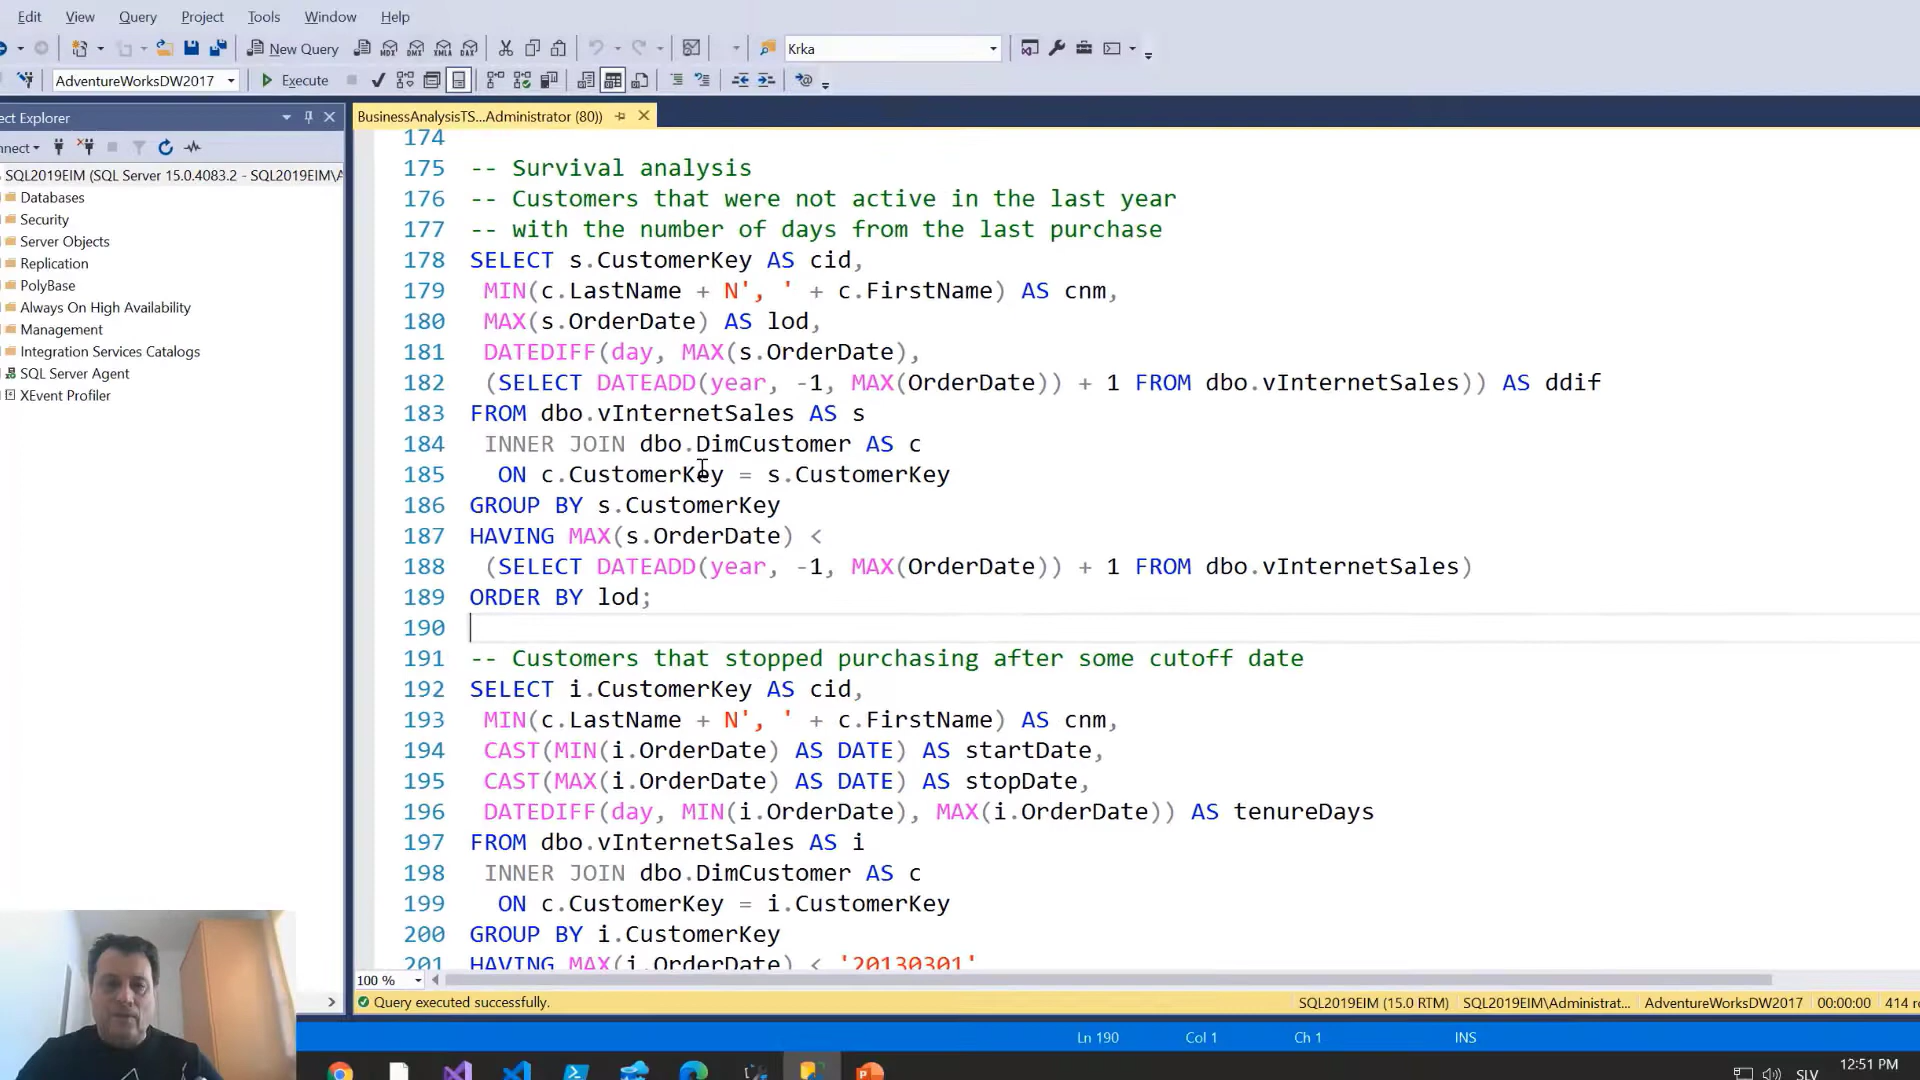 Edit View Query Project Tools Window Help
New Query MDX DMX XMLA DAX Krka
AdventureWorksDW2017 Execute
ect Explorer
BusinessAnalysisTS...Administrator (80))
nnect
SQL2019EIM (SQL Server 15.0.4083.2 - SQL2019EIM\A
Databases
Security
Server Objects
Replication
PolyBase
Always On High Availability
Management
Integration Services Catalogs
SQL Server Agent
XEvent Profiler
174
175 -- Survival analysis
176 -- Customers that were not active in the last year
177 -- with the number of days from the last purchase
178 SELECT s.CustomerKey AS cid,
179 MIN(c.LastName + N', ' + c.FirstName) AS cnm,
180 MAX(s.OrderDate) AS lod,
181 DATEDIFF(day, MAX(s.OrderDate),
182 (SELECT DATEADD(year, -1, MAX(OrderDate)) + 1 FROM dbo.vInternetSales)) AS ddif
183 FROM dbo.vInternetSales AS s
184 INNER JOIN dbo.DimCustomer AS c
185 ON c.CustomerKey = s.CustomerKey
186 GROUP BY s.CustomerKey
187 HAVING MAX(s.OrderDate) <
188 (SELECT DATEADD(year, -1, MAX(OrderDate)) + 1 FROM dbo.vInternetSales)
189 ORDER BY lod;
190
191 -- Customers that stopped purchasing after some cutoff date
192 SELECT i.CustomerKey AS cid,
193 MIN(c.LastName + N', ' + c.FirstName) AS cnm,
194 CAST(MIN(i.OrderDate) AS DATE) AS startDate,
195 CAST(MAX(i.OrderDate) AS DATE) AS stopDate,
196 DATEDIFF(day, MIN(i.OrderDate), MAX(i.OrderDate)) AS tenureDays
197 FROM dbo.vInternetSales AS i
198 INNER JOIN dbo.DimCustomer AS c
199 ON c.CustomerKey = i.CustomerKey
200 GROUP BY i.CustomerKey
201 HAVING MAX(i.OrderDate) < '20130301'
100 %
Query executed successfully. SQL2019EIM (15.0 RTM) SQL2019EIM\Administrat... AdventureWorksDW2017 00:00:00 414 ro
Ln 190 Col 1 Ch 1 INS
SLV 12:51 PM